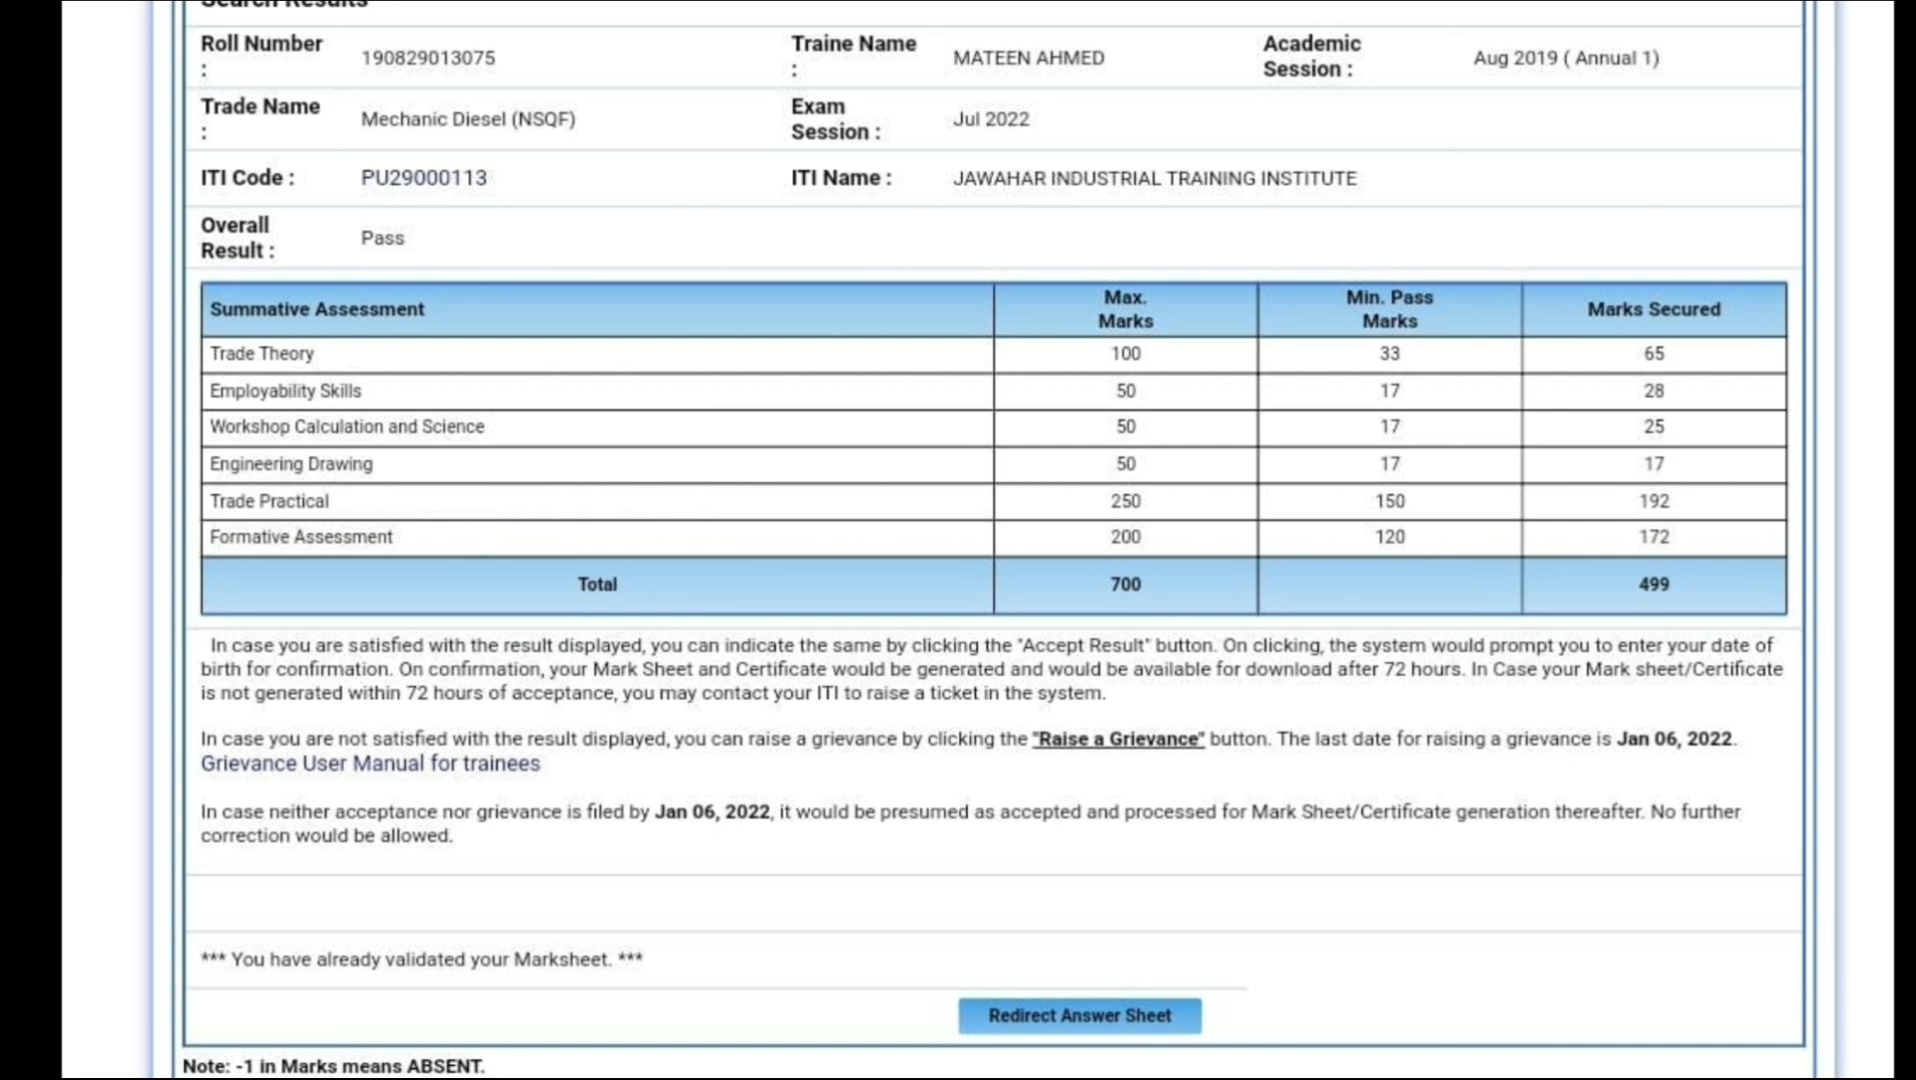 Search Results
Roll Number : 190829013075 Traine Name : MATEEN AHMED Academic Session : Aug 2019 ( Annual 1)
Trade Name : Mechanic Diesel (NSQF) Exam Session : Jul 2022
ITI Code : PU29000113 ITI Name : JAWAHAR INDUSTRIAL TRAINING INSTITUTE
Overall Result : Pass
Summative Assessment Max. Marks Min. Pass Marks Marks Secured
Trade Theory 100 33 65
Employability Skills 50 17 28
Workshop Calculation and Science 50 17 25
Engineering Drawing 50 17 17
Trade Practical 250 150 192
Formative Assessment 200 120 172
Total 700 499
In case you are satisfied with the result displayed, you can indicate the same by clicking the "Accept Result" button. On clicking, the system would prompt you to enter your date of
birth for confirmation. On confirmation, your Mark Sheet and Certificate would be generated and would be available for download after 72 hours. In Case your Mark sheet/Certificate
is not generated within 72 hours of acceptance, you may contact your ITI to raise a ticket in the system.
In case you are not satisfied with the result displayed, you can raise a grievance by clicking the "Raise a Grievance" button. The last date for raising a grievance is Jan 06, 2022.
Grievance User Manual for trainees
In case neither acceptance nor grievance is filed by Jan 06, 2022, it would be presumed as accepted and processed for Mark Sheet/Certificate generation thereafter. No further
correction would be allowed.
*** You have already validated your Marksheet. ***
Redirect Answer Sheet
Note: -1 in Marks means ABSENT.